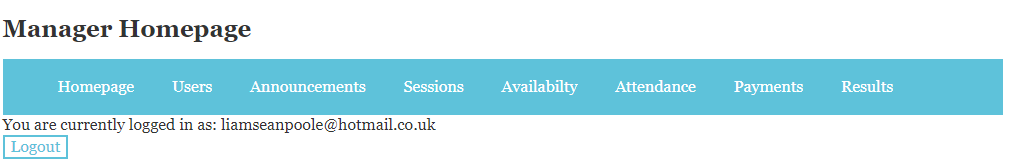 Manager Homepage
Homepage Users Announcements Sessions Availabilty Attendance Payments Results
You are currently logged in as: liamseanpoole@hotmail.co.uk
Logout